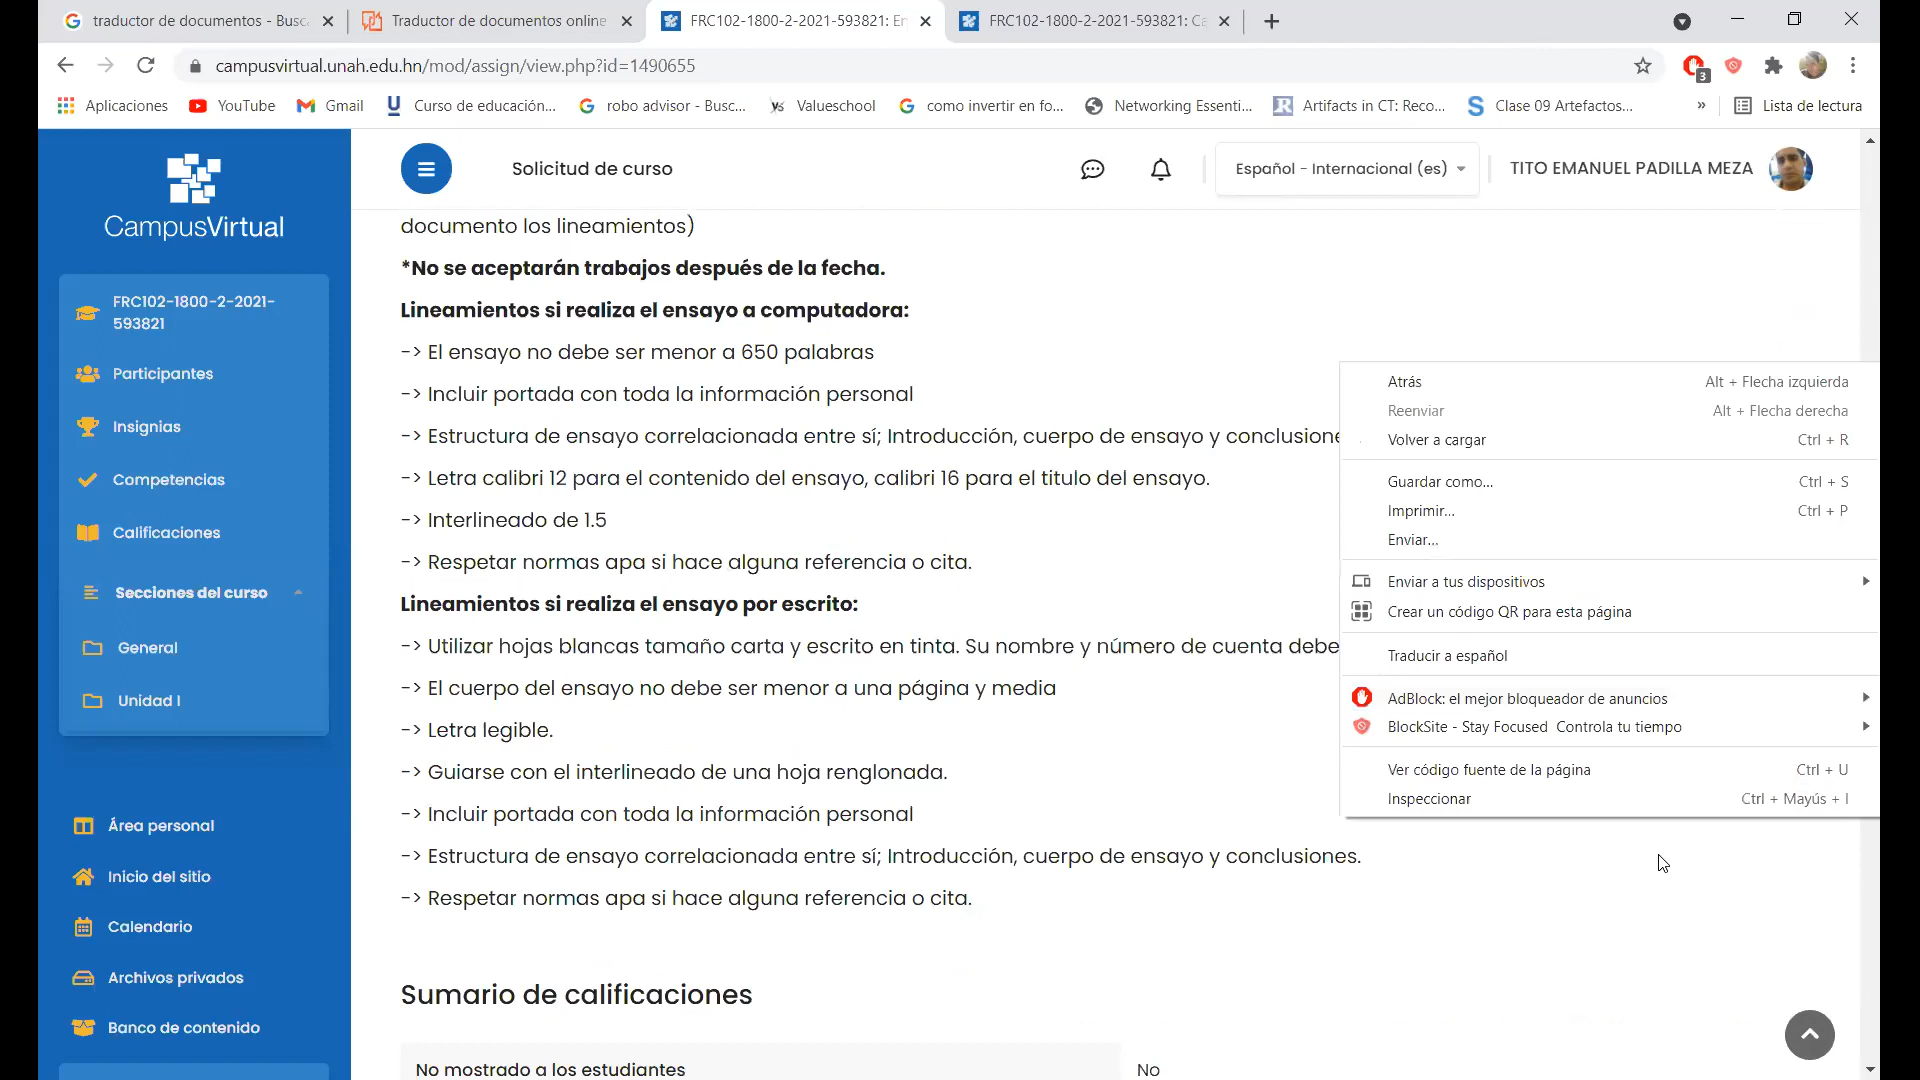 traductor de documentos - Busc
Traductor de documentos online
FRC102-1800-2-2021-593821: En
FRC102-1800-2-2021-593821: Ca
campusvirtual.unah.edu.hn/mod/assign/view.php?id=1490655
3
Aplicaciones
YouTube
Gmail
Curso de educación...
robo advisor - Busc...
Valueschool
como invertir en fo...
Networking Essenti...
Artifacts in CT: Reco...
Clase 09 Artefactos...
»
Lista de lectura
CampusVirtual
Solicitud de curso
Español - Internacional (es)
TITO EMANUEL PADILLA MEZA
FRC102-1800-2-2021-
593821
Participantes
Insignias
Competencias
Calificaciones
Secciones del curso
General
Unidad I
Área personal
Inicio del sitio
Calendario
Archivos privados
Banco de contenido
documento los lineamientos)
*No se aceptarán trabajos después de la fecha.
Lineamientos si realiza el ensayo a computadora:
-> El ensayo no debe ser menor a 650 palabras
-> Incluir portada con toda la información personal
-> Estructura de ensayo correlacionada entre sí; Introducción, cuerpo de ensayo y conclusione
-> Letra calibri 12 para el contenido del ensayo, calibri 16 para el titulo del ensayo.
-> Interlineado de 1.5
-> Respetar normas apa si hace alguna referencia o cita.
Lineamientos si realiza el ensayo por escrito:
-> Utilizar hojas blancas tamaño carta y escrito en tinta. Su nombre y número de cuenta debe
-> El cuerpo del ensayo no debe ser menor a una página y media
-> Letra legible.
-> Guiarse con el interlineado de una hoja renglonada.
-> Incluir portada con toda la información personal
-> Estructura de ensayo correlacionada entre sí; Introducción, cuerpo de ensayo y conclusiones.
-> Respetar normas apa si hace alguna referencia o cita.
Sumario de calificaciones
No mostrado a los estudiantes No
Atrás Alt + Flecha izquierda
Reenviar Alt + Flecha derecha
Volver a cargar Ctrl + R
Guardar como... Ctrl + S
Imprimir... Ctrl + P
Enviar...
Enviar a tus dispositivos
Crear un código QR para esta página
Traducir a español
AdBlock: el mejor bloqueador de anuncios
BlockSite - Stay Focused Controla tu tiempo
Ver código fuente de la página Ctrl + U
Inspeccionar Ctrl + Mayús + I